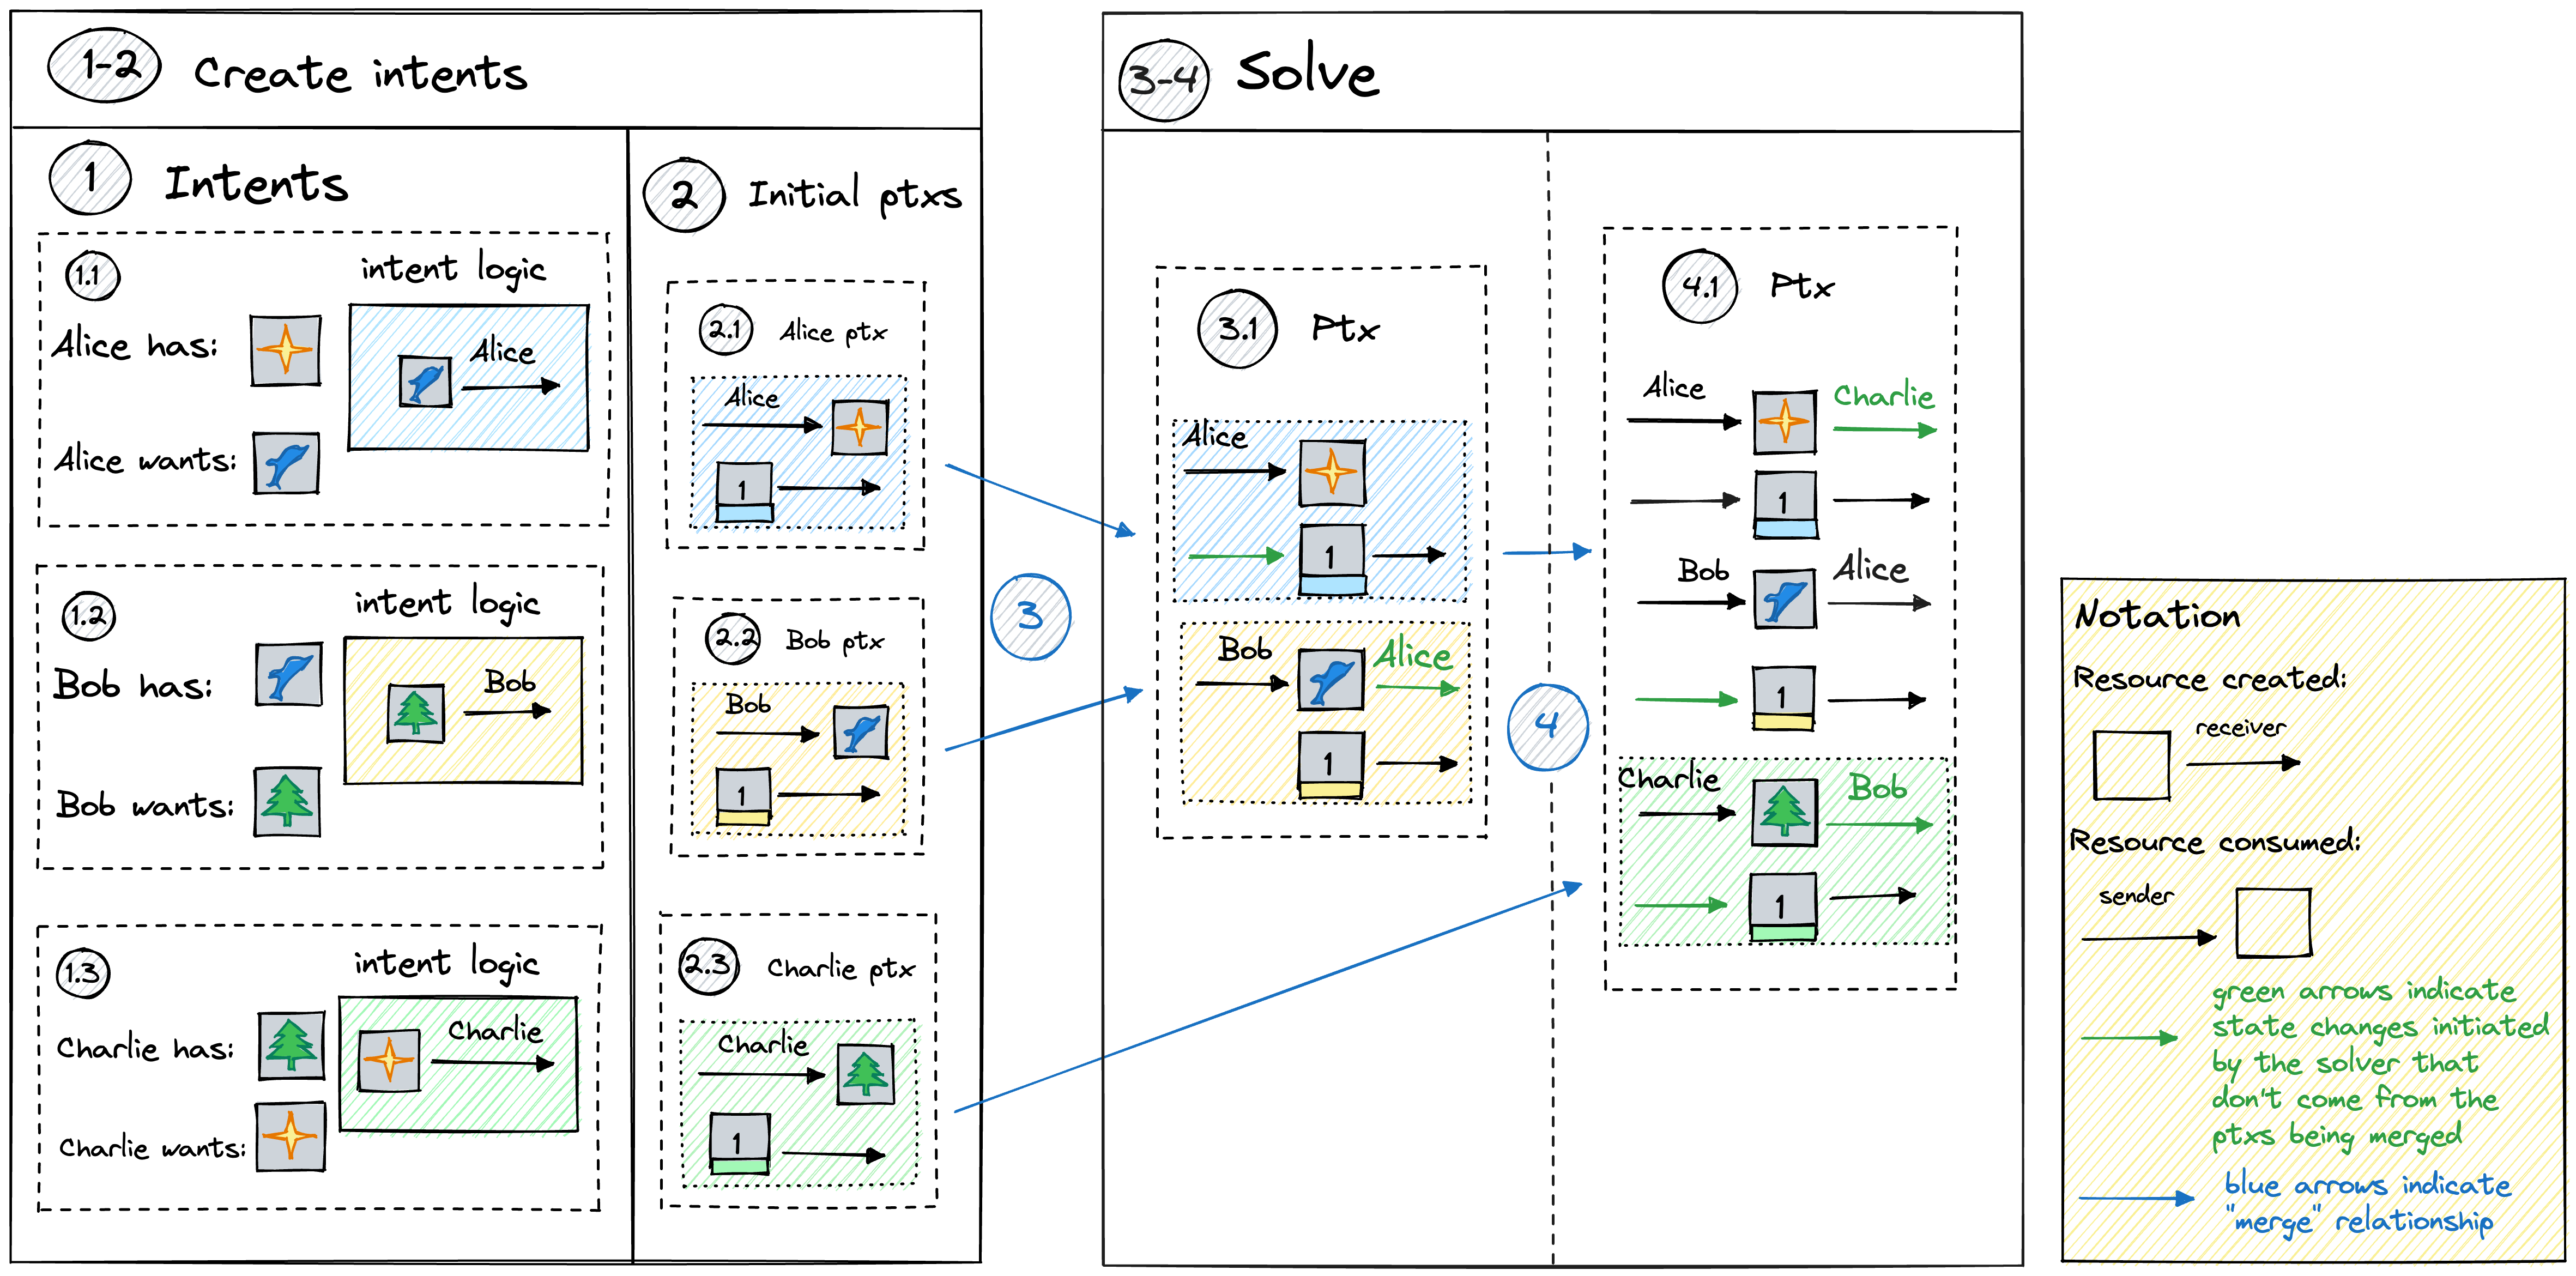 1-2 Create intents
1 Intents
1.1
intent logic
Alice has:
Alice
Alice wants:
1.2
intent logic
Bob has:
Bob
Bob wants:
1.3
intent logic
Charlie has:
Charlie
Charlie wants:
2 Initial ptxs
2.1 Alice ptx
Alice
1
2.2 Bob ptx
Bob
1
2.3 Charlie ptx
Charlie
1
3
3-4 Solve
3.1 Ptx
Alice
1
Bob Alice
1
4
4.1 Ptx
Alice Charlie
1
Bob Alice
1
Charlie Bob
1
Notation
Resource created:
receiver
Resource consumed:
sender
green arrows indicate
state changes initiated
by the solver that
don't come from the
ptxs being merged
blue arrows indicate
"merge" relationship